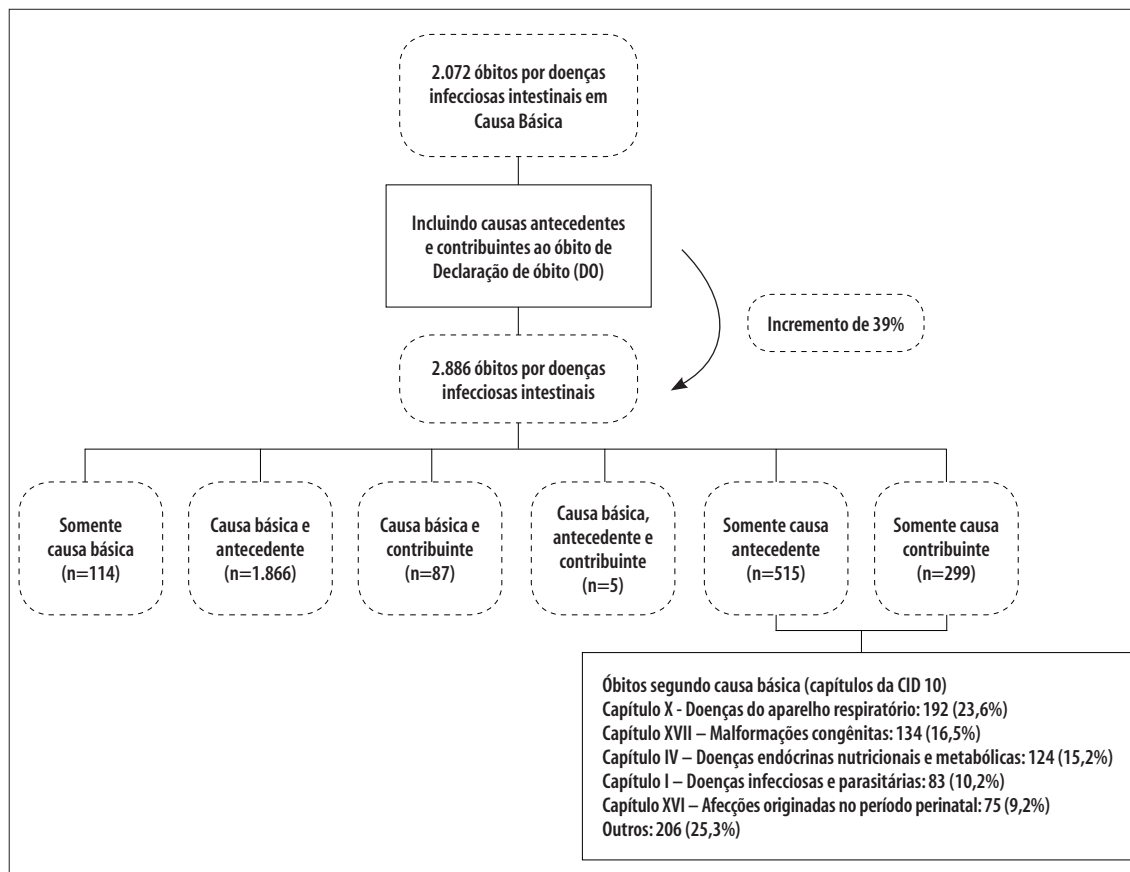 2.072 óbitos por doenças
infecciosas intestinais em
Causa Básica
Incluindo causas antecedentes
e contribuintes ao óbito de
Declaração de óbito (DO)
Incremento de 39%
2.886 óbitos por doenças
infecciosas intestinais
Somente
causa básica
(n=114)
Causa básica e
antecedente
(n=1.866)
Causa básica e
contribuinte
(n=87)
Causa básica,
antecedente e
contribuinte
(n=5)
Somente causa
antecedente
(n=515)
Somente causa
contribuinte
(n=299)
Óbitos segundo causa básica (capítulos da CID 10)
Capítulo X - Doenças do aparelho respiratório: 192 (23,6%)
Capítulo XVII – Malformações congênitas: 134 (16,5%)
Capítulo IV – Doenças endócrinas nutricionais e metabólicas: 124 (15,2%)
Capítulo I – Doenças infecciosas e parasitárias: 83 (10,2%)
Capítulo XVI – Afecções originadas no período perinatal: 75 (9,2%)
Outros: 206 (25,3%)